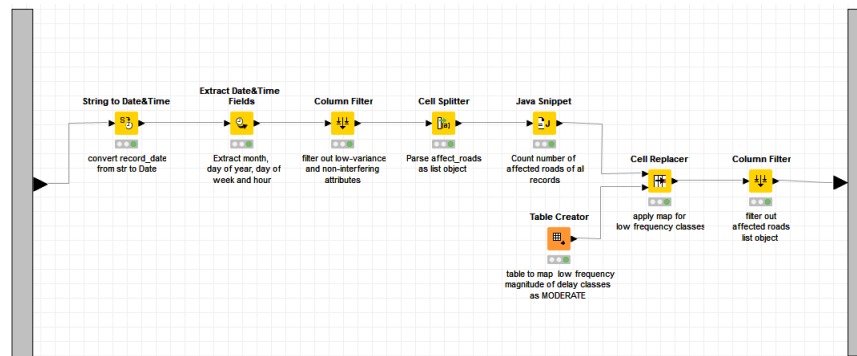 String to Date&Time
convert record_date
from str to Date
Extract Date&Time
Fields
Extract month,
day of year, day of
week and hour
Column Filter
filter out low-variance
and non-interfering
attributes
Cell Splitter
Parse affect_roads
as list object
Java Snippet
Count number of
affected roads of al
records
Table Creator
table to map low frequency
magnitude of delay classes
as MODERATE
Cell Replacer
apply map for
low frequency classes
Column Filter
filter out
affected roads
list object